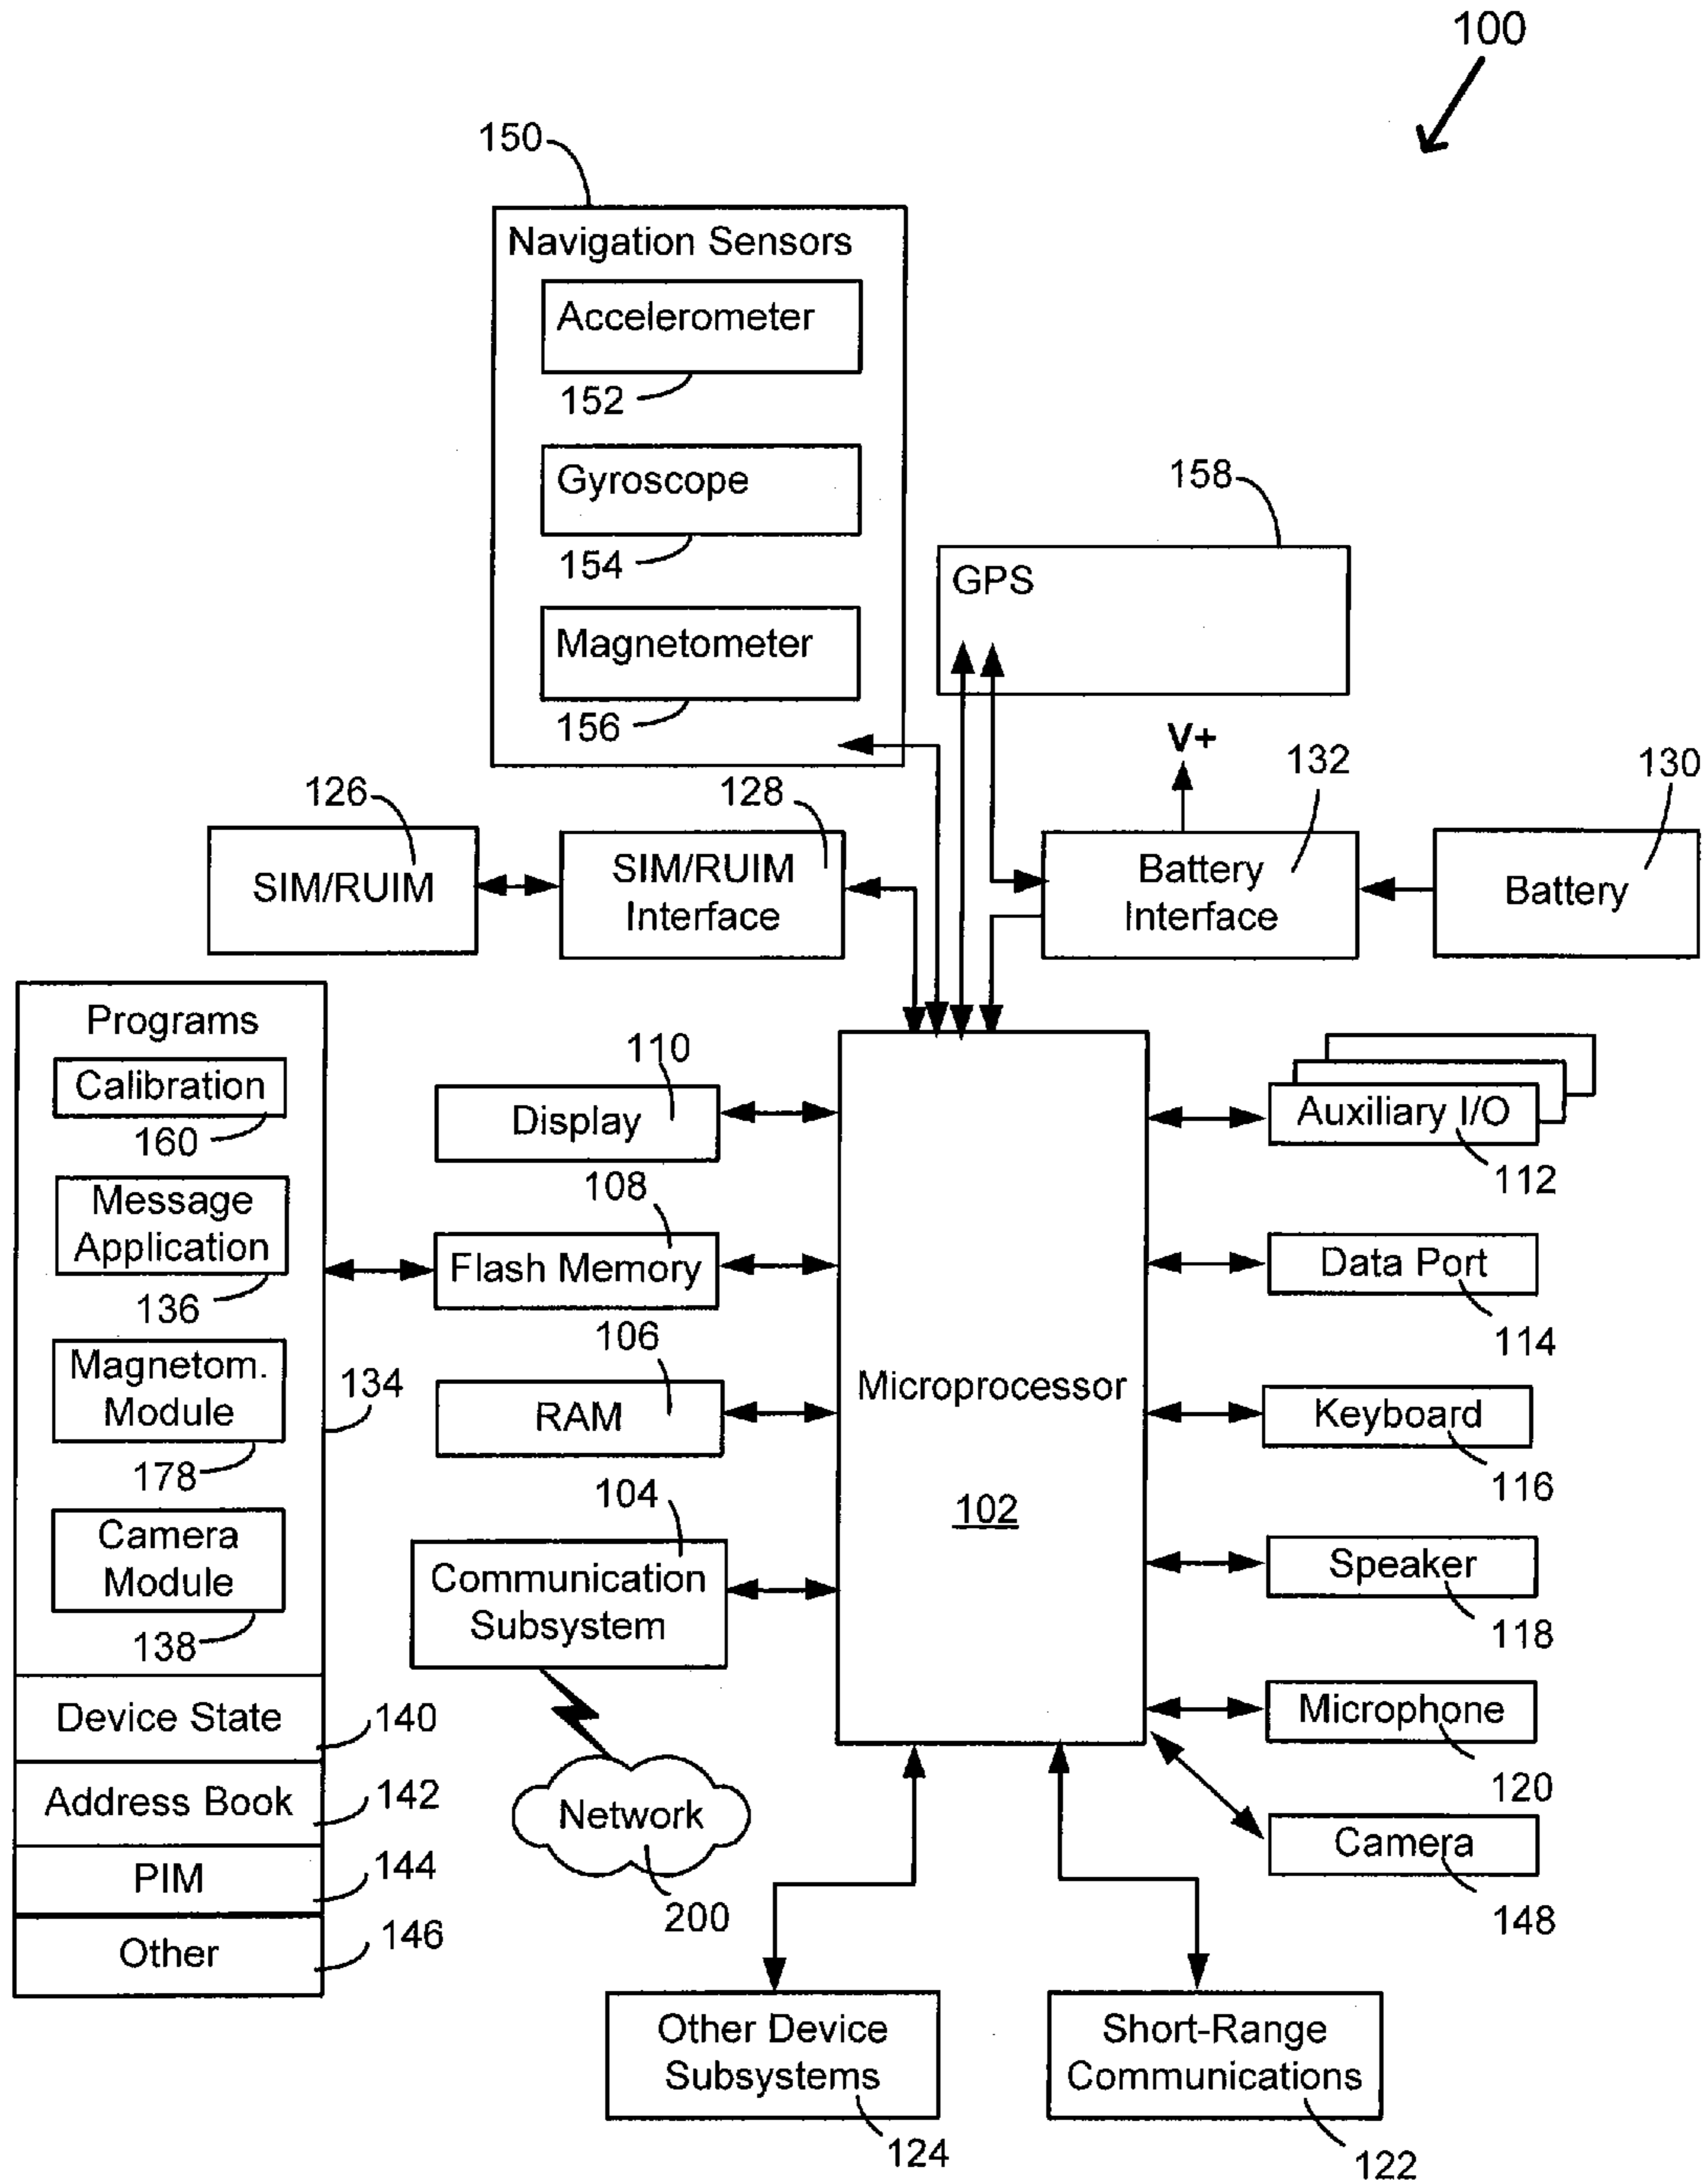 100
150
Navigation Sensors
Accelerometer
152
Gyroscope
154
Magnetometer
156
158
GPS
V+
132
130
126
128
SIM/RUIM
SIM/RUIM
Interface
Battery
Interface
Battery
Programs
Calibration
160
Message
Application
136
Magnetom.
Module
178
Camera
Module
138
134
Device State
140
Address Book
142
PIM
144
Other
146
110
Display
108
Flash Memory
106
RAM
104
Communication
Subsystem
Network
200
Microprocessor
102
Auxiliary I/O
112
Data Port
114
Keyboard
116
Speaker
118
Microphone
120
Camera
148
Other Device
Subsystems
124
Short-Range
Communications
122